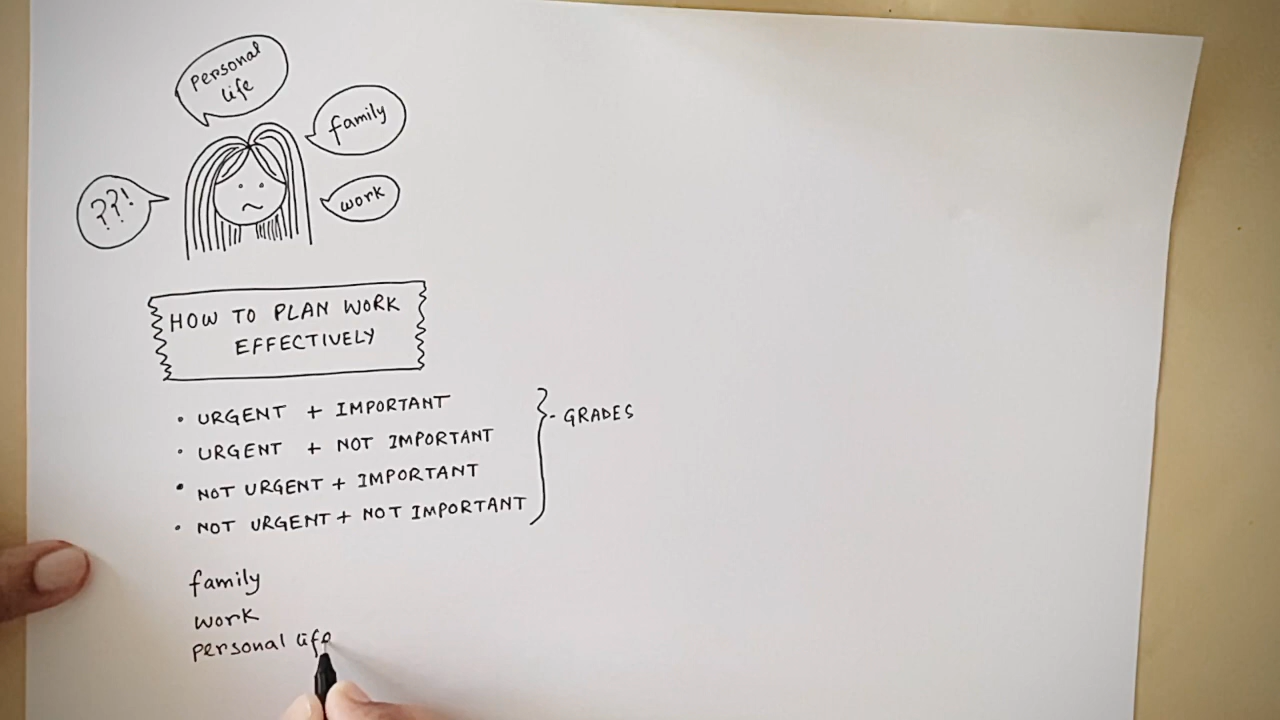 Personal
life
family
work
??!
HOW TO PLAN WORK
EFFECTIVELY
• URGENT + IMPORTANT
• URGENT + NOT IMPORTANT
• NOT URGENT + IMPORTANT
• NOT URGENT + NOT IMPORTANT
- GRADES
family
work
personal life